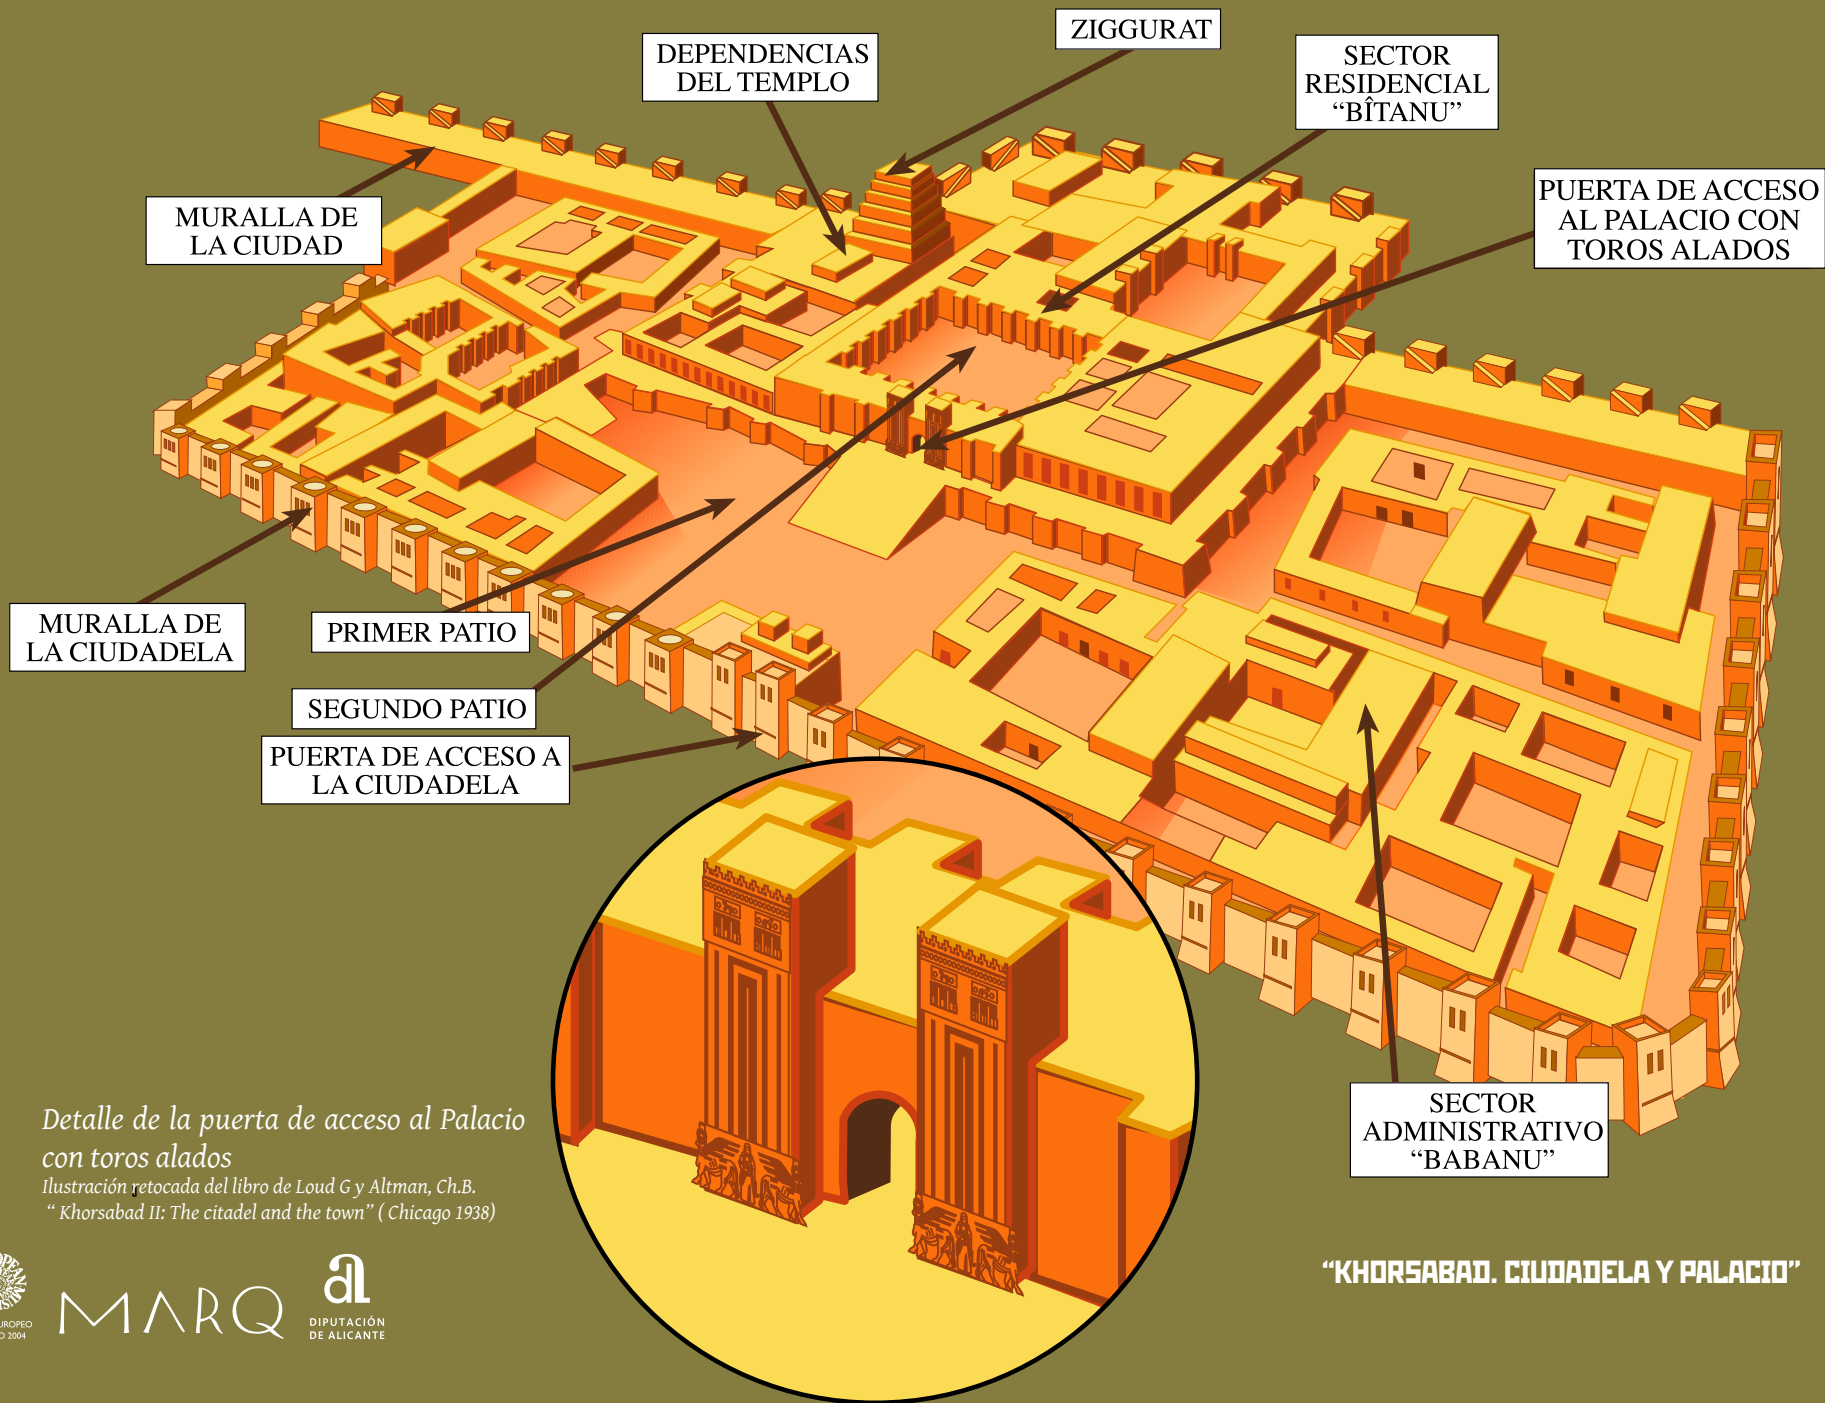 ZIGGURAT
DEPENDENCIAS
DEL TEMPLO
SECTOR
RESIDENCIAL
“BÎTANU”
PUERTA DE ACCESO
AL PALACIO CON
TOROS ALADOS
MURALLA DE
LA CIUDAD
MURALLA DE
LA CIUDADELA
PRIMER PATIO
SEGUNDO PATIO
PUERTA DE ACCESO A
LA CIUDADELA
SECTOR
ADMINISTRATIVO
“BABANU”
Detalle de la puerta de acceso al Palacio
con toros alados
Ilustración retocada del libro de Loud G y Altman, Ch.B.
“ Khorsabad II: The citadel and the town” ( Chicago 1938)
“KHORSABAD. CIUDADELA Y PALACIO”
MARQ
al
DIPUTACIÓN
DE ALICANTE
2004